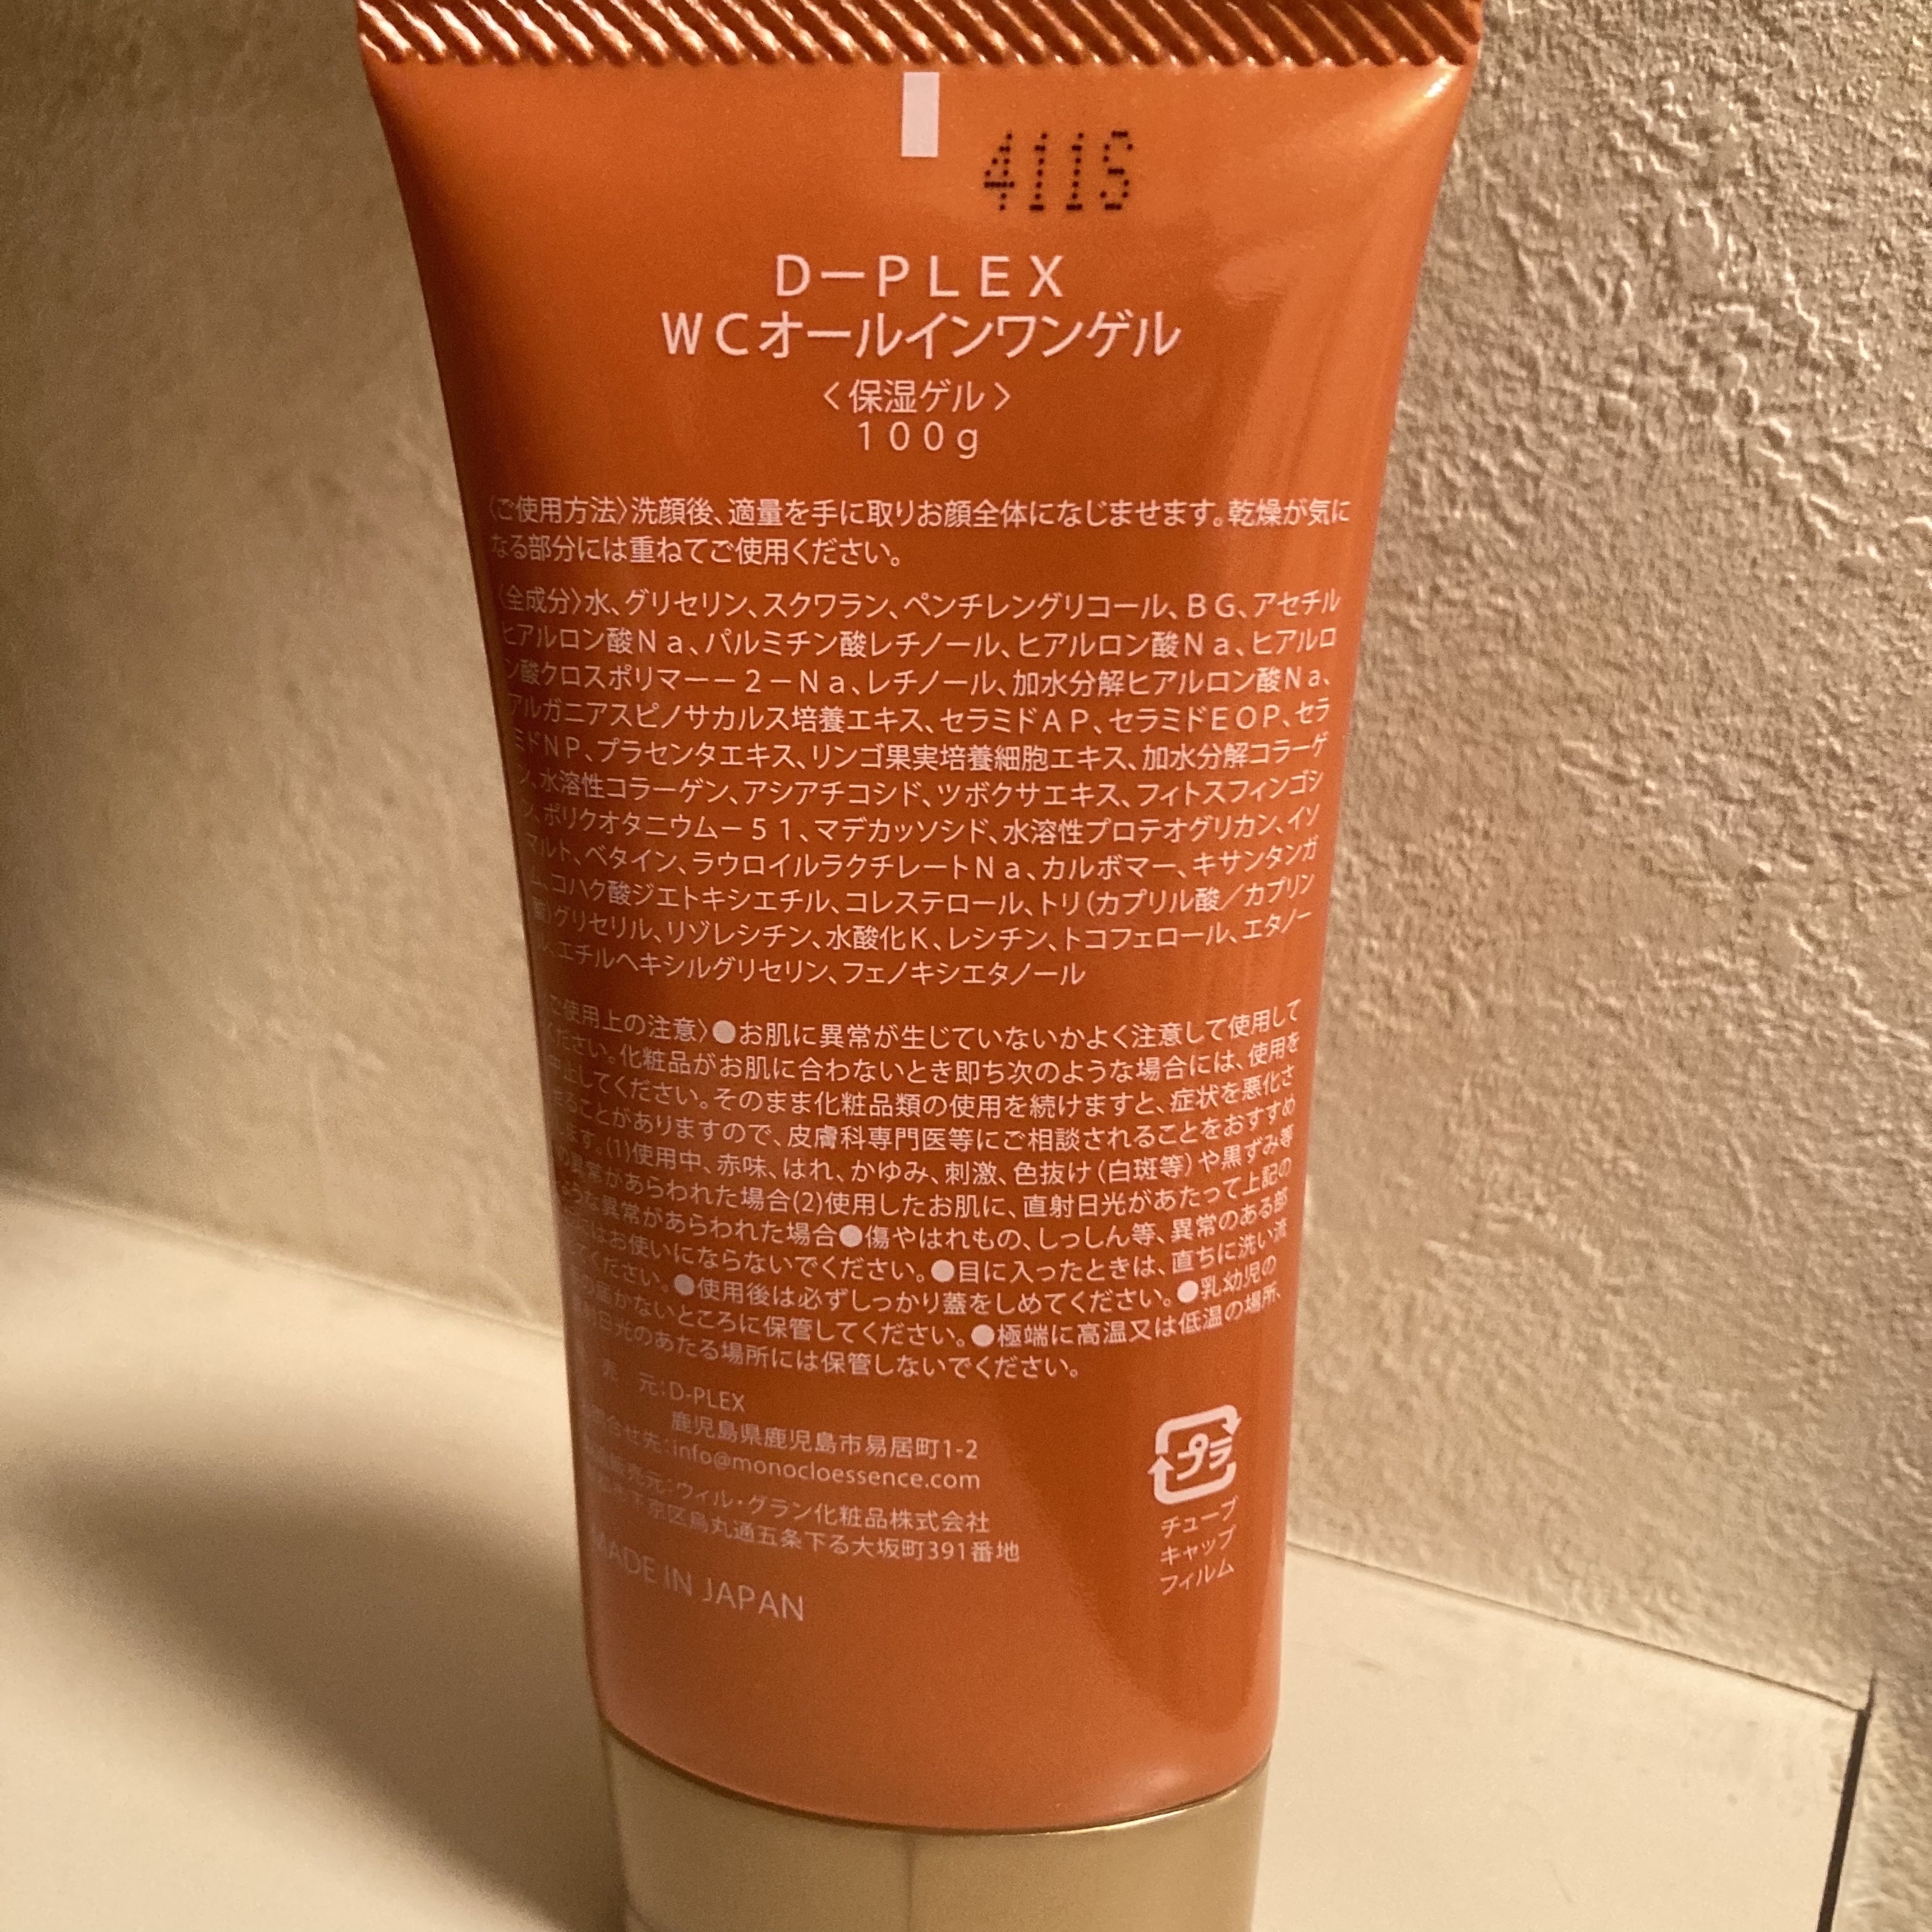 411S
D－PLEX
WCオールインワンゲル
〈保湿ゲル〉
100g
〈ご使用方法〉洗顔後、適量を手に取りお顔全体になじませます。乾燥が気に
なる部分には重ねてご使用ください。
〈全成分〉水、グリセリン、スクワラン、ペンチレングリコール、BG、アセチル
ヒアルロン酸Na、パルミチン酸レチノール、ヒアルロン酸Na、ヒアルロ
ン酸クロスポリマー－2－Na、レチノール、加水分解ヒアルロン酸Na、
アルガニアスピノサカルス培養エキス、セラミドAP、セラミドEOP、セラ
ミドNP、プラセンタエキス、リンゴ果実培養細胞エキス、加水分解コラーゲ
ン、水溶性コラーゲン、アシアチコシド、ツボクサエキス、フィトスフィンゴシ
ン、ポリクオタニウム－51、マデカッソシド、水溶性プロテオグリカン、イソ
マルト、ベタイン、ラウロイルラクチレートNa、カルボマー、キサンタンガ
ム、コハク酸ジエトキシエチル、コレステロール、トリ（カプリル酸／カプリン
酸）グリセリル、リゾレシチン、水酸化K、レシチン、トコフェロール、エタノー
ル、エチルヘキシルグリセリン、フェノキシエタノール
ご使用上の注意〉●お肌に異常が生じていないかよく注意して使用して
ください。化粧品がお肌に合わないとき即ち次のような場合には、使用を
中止してください。そのまま化粧品類の使用を続けますと、症状を悪化さ
せることがありますので、皮膚科専門医等にご相談されることをおすすめ
します。(1)使用中、赤味、はれ、かゆみ、刺激、色抜け（白斑等）や黒ずみ等
の異常があらわれた場合(2)使用したお肌に、直射日光があたって上記の
ような異常があらわれた場合●傷やはれもの、しっしん等、異常のある部
にはお使いにならないでください。●目に入ったときは、直ちに洗い流
してください。●使用後は必ずしっかり蓋をしめてください。●乳幼児の
の届かないところに保管してください。●極端に高温又は低温の場所、
射日光のあたる場所には保管しないでください。
売　元：D-PLEX
鹿児島県鹿児島市易居町1-2
問合せ先：info@monocloessence.com
販売元：ウィル・グラン化粧品株式会社
下京区烏丸通五条下る大坂町391番地
MADE IN JAPAN
プラ
チューブ
キャップ
フィルム